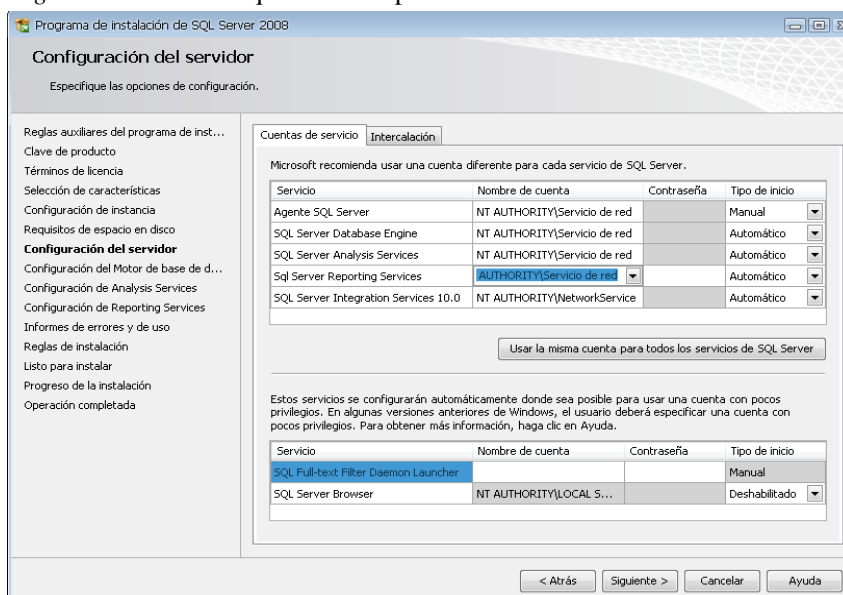 Programa de instalación de SQL Server 2008
Configuración del servidor
Especifique las opciones de configuración.
Reglas auxiliares del programa de inst...
Clave de producto
Términos de licencia
Selección de características
Configuración de instancia
Requisitos de espacio en disco
Configuración del servidor
Configuración del Motor de base de d...
Configuración de Analysis Services
Configuración de Reporting Services
Informes de errores y de uso
Reglas de instalación
Listo para instalar
Progreso de la instalación
Operación completada
Cuentas de servicio Intercalación
Microsoft recomienda usar una cuenta diferente para cada servicio de SQL Server.
Servicio Nombre de cuenta Contraseña Tipo de inicio
Agente SQL Server NT AUTHORITY\Servicio de red Manual
SQL Server Database Engine NT AUTHORITY\Servicio de red Automático
SQL Server Analysis Services NT AUTHORITY\Servicio de red Automático
Sql Server Reporting Services AUTHORITY\Servicio de red Automático
SQL Server Integration Services 10.0 NT AUTHORITY\NetworkService Automático
Usar la misma cuenta para todos los servicios de SQL Server
Estos servicios se configurarán automáticamente donde sea posible para usar una cuenta con pocos
privilegios. En algunas versiones anteriores de Windows, el usuario deberá especificar una cuenta con
pocos privilegios. Para obtener más información, haga clic en Ayuda.
Servicio Nombre de cuenta Contraseña Tipo de inicio
SQL Full-text Filter Daemon Launcher Manual
SQL Server Browser NT AUTHORITY\LOCAL S... Deshabilitado
< Atrás Siguiente > Cancelar Ayuda